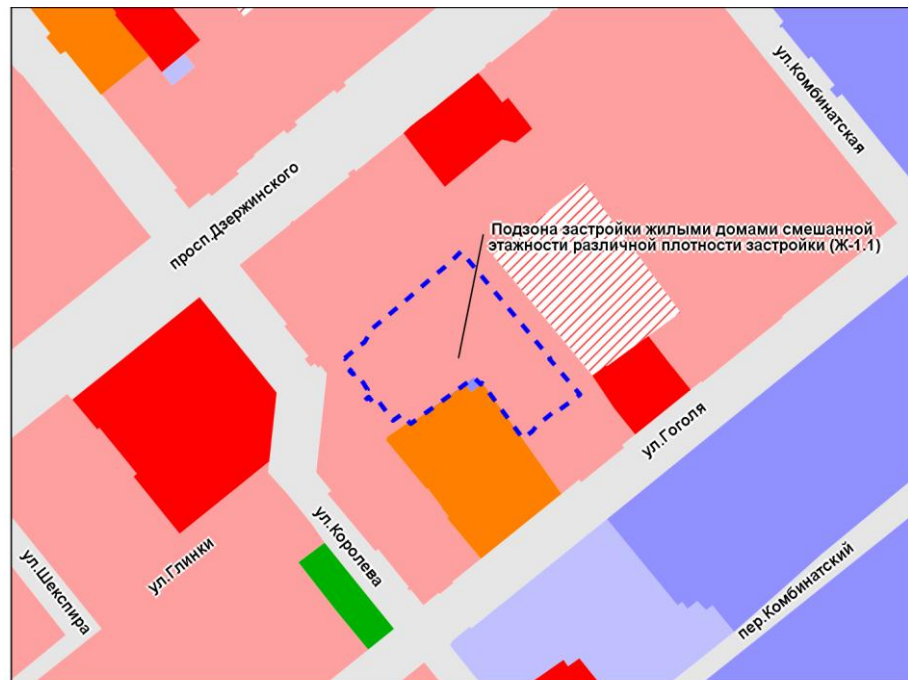 ул.Комбинатская
просп.Дзержинского
Подзона застройки жилыми домами смешанной
этажности различной плотности застройки (Ж-1.1)
ул.Гоголя
ул.Королева
ул.Глинки
ул.Шекспира
пер.Комбинатский